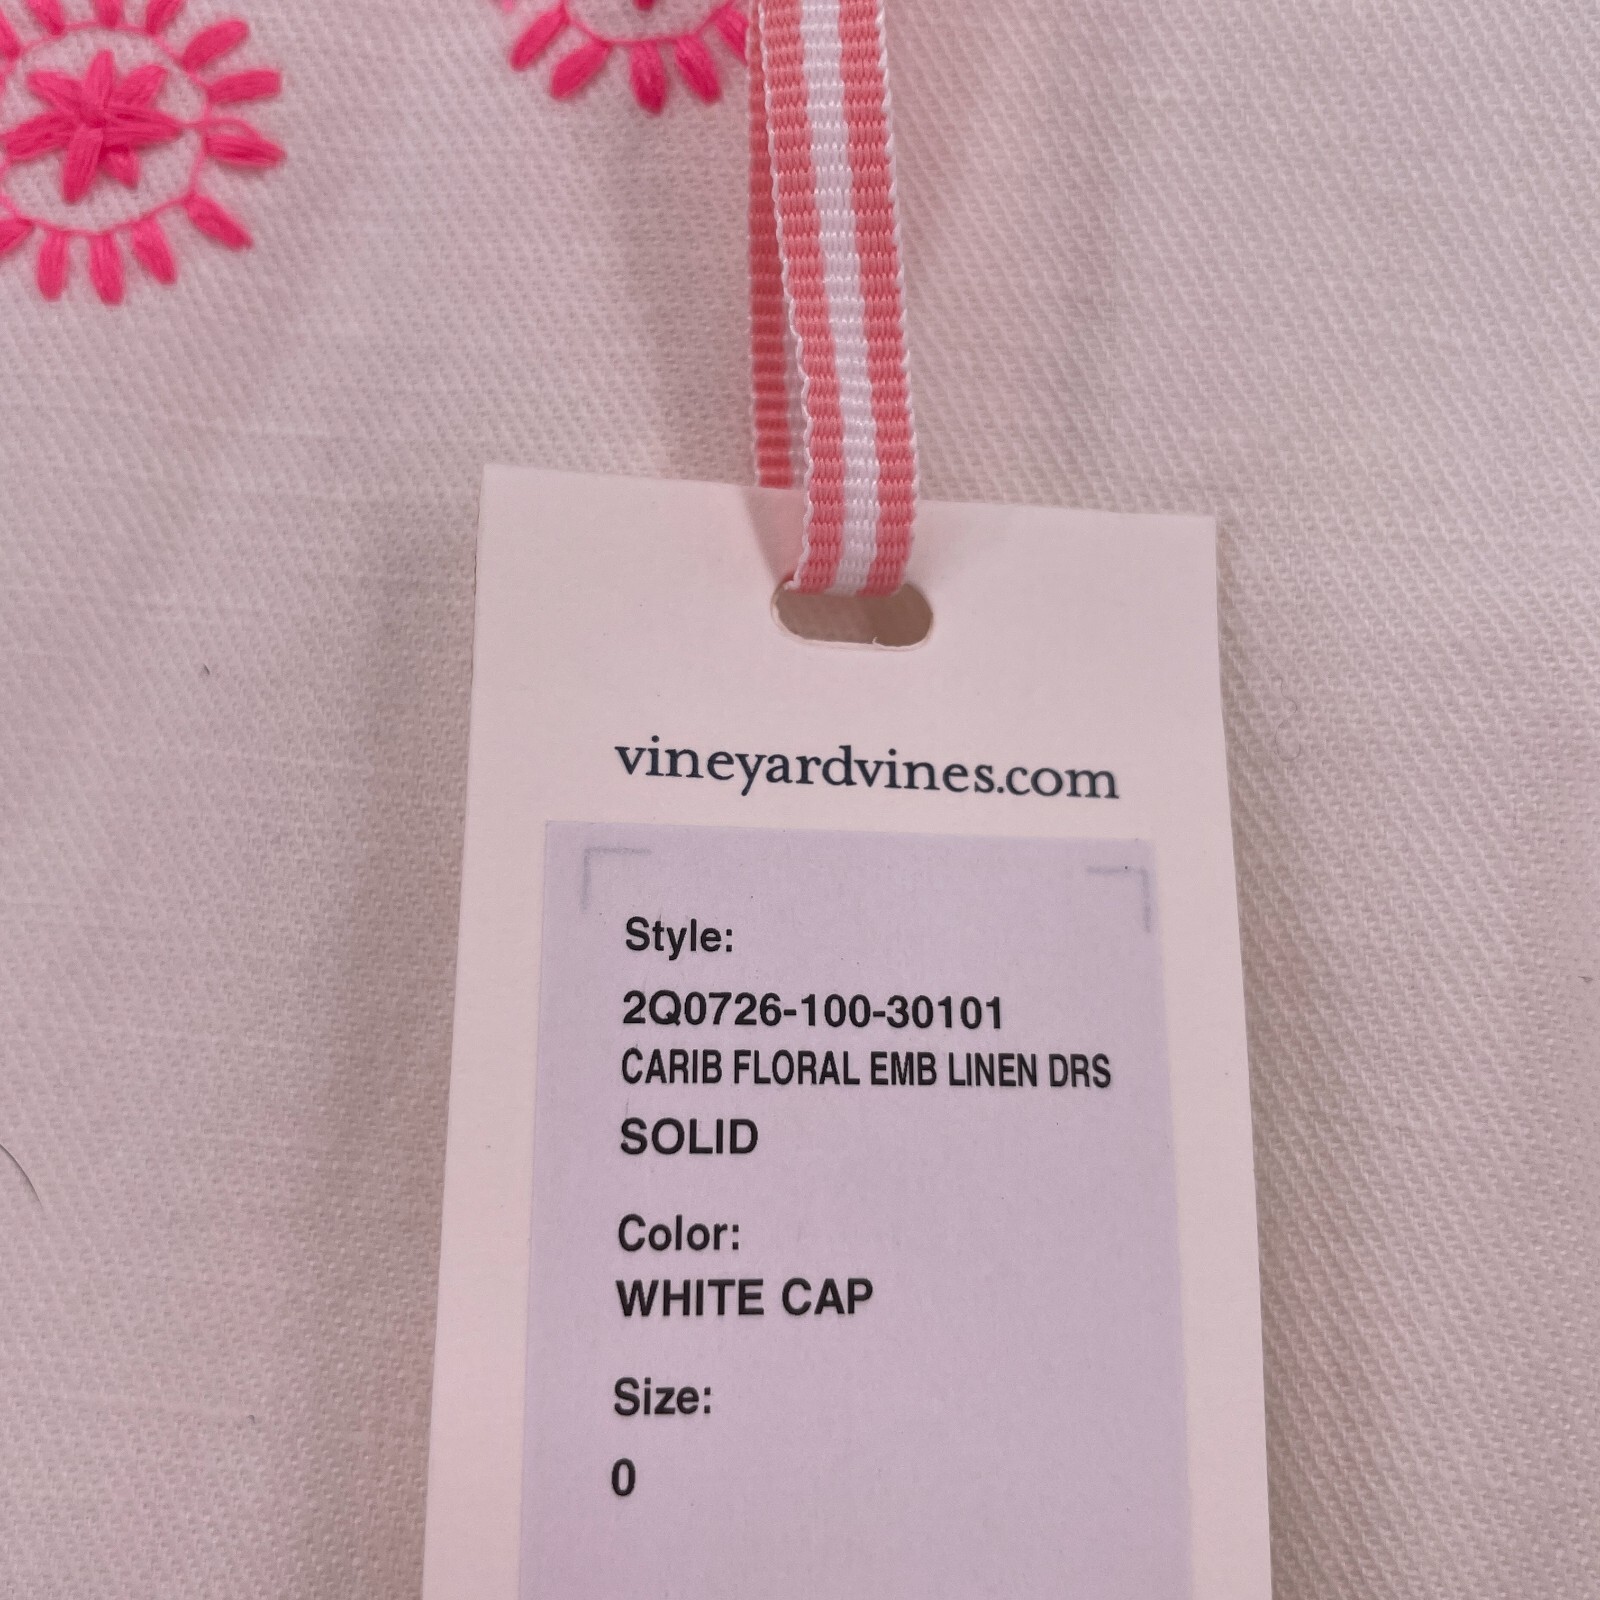 vineyardvines.com
Style:
2Q0726-100-30101
CARIB FLORAL EMB LINEN DRS
SOLID
Color:
WHITE CAP
Size:
0